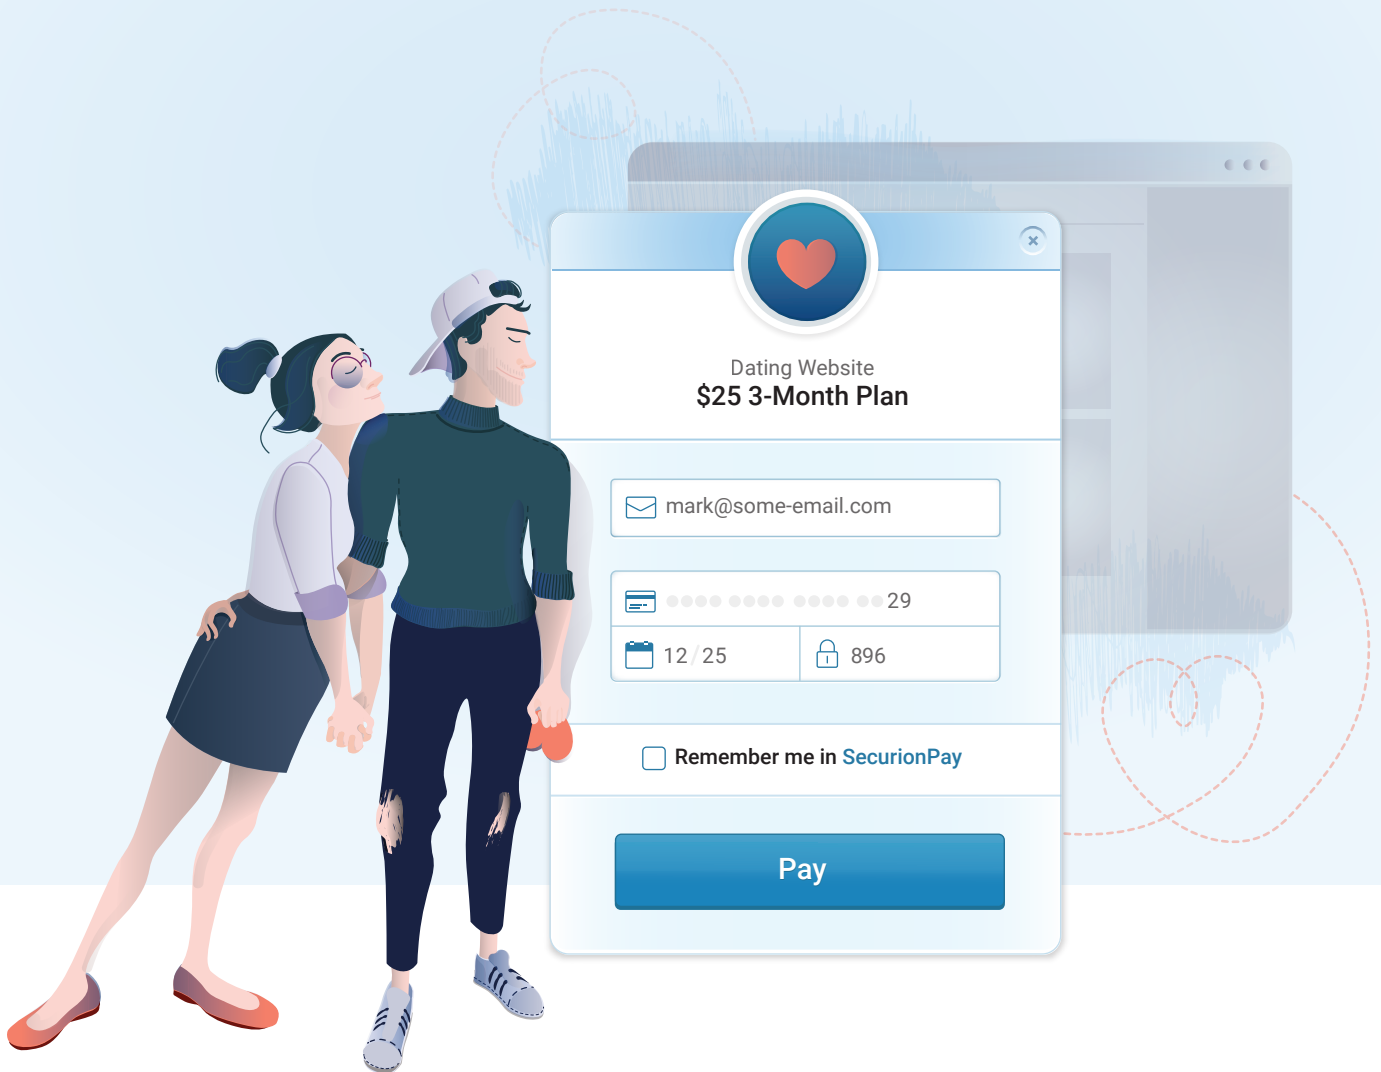 Dating Website
$25 3-Month Plan
mark@some-email.com
29
12/25
896
Remember me in SecurionPay
Pay